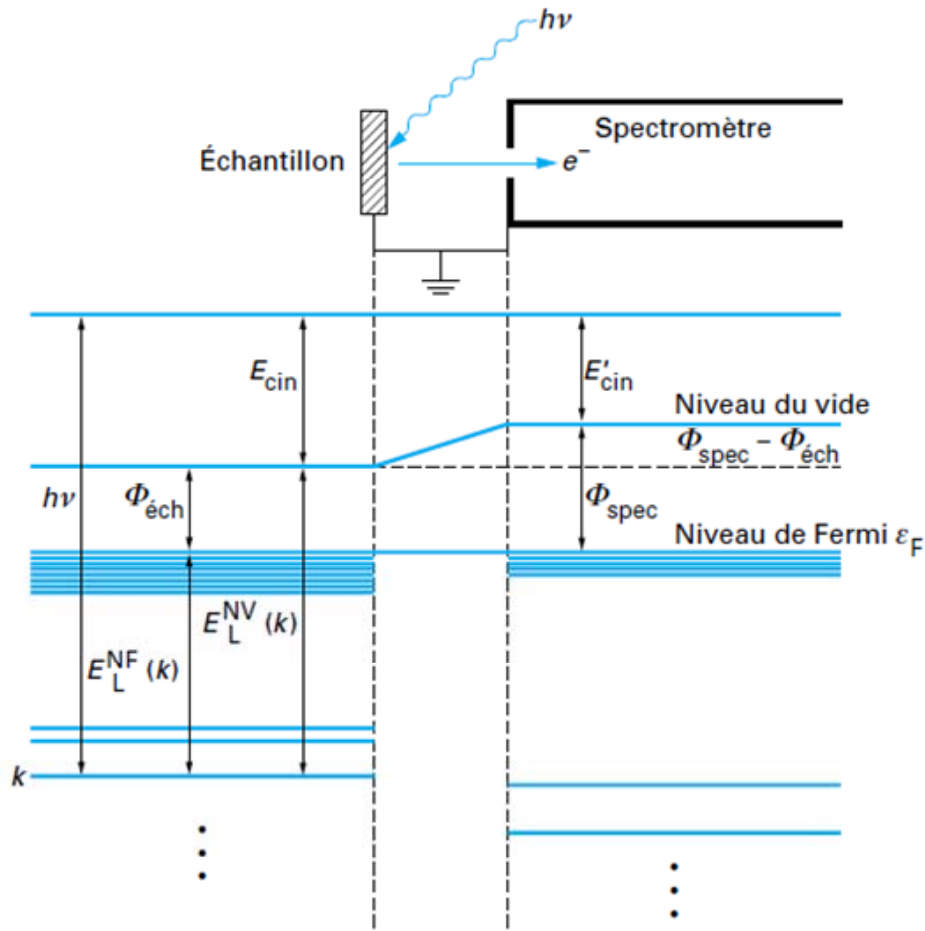 hν
Spectromètre
Échantillon
e⁻
E_cin
E'_cin
Niveau du vide
Φ_spec – Φ_éch
hν
Φ_éch
Φ_spec
Niveau de Fermi ε_F
E_L^NV (k)
E_L^NF (k)
k